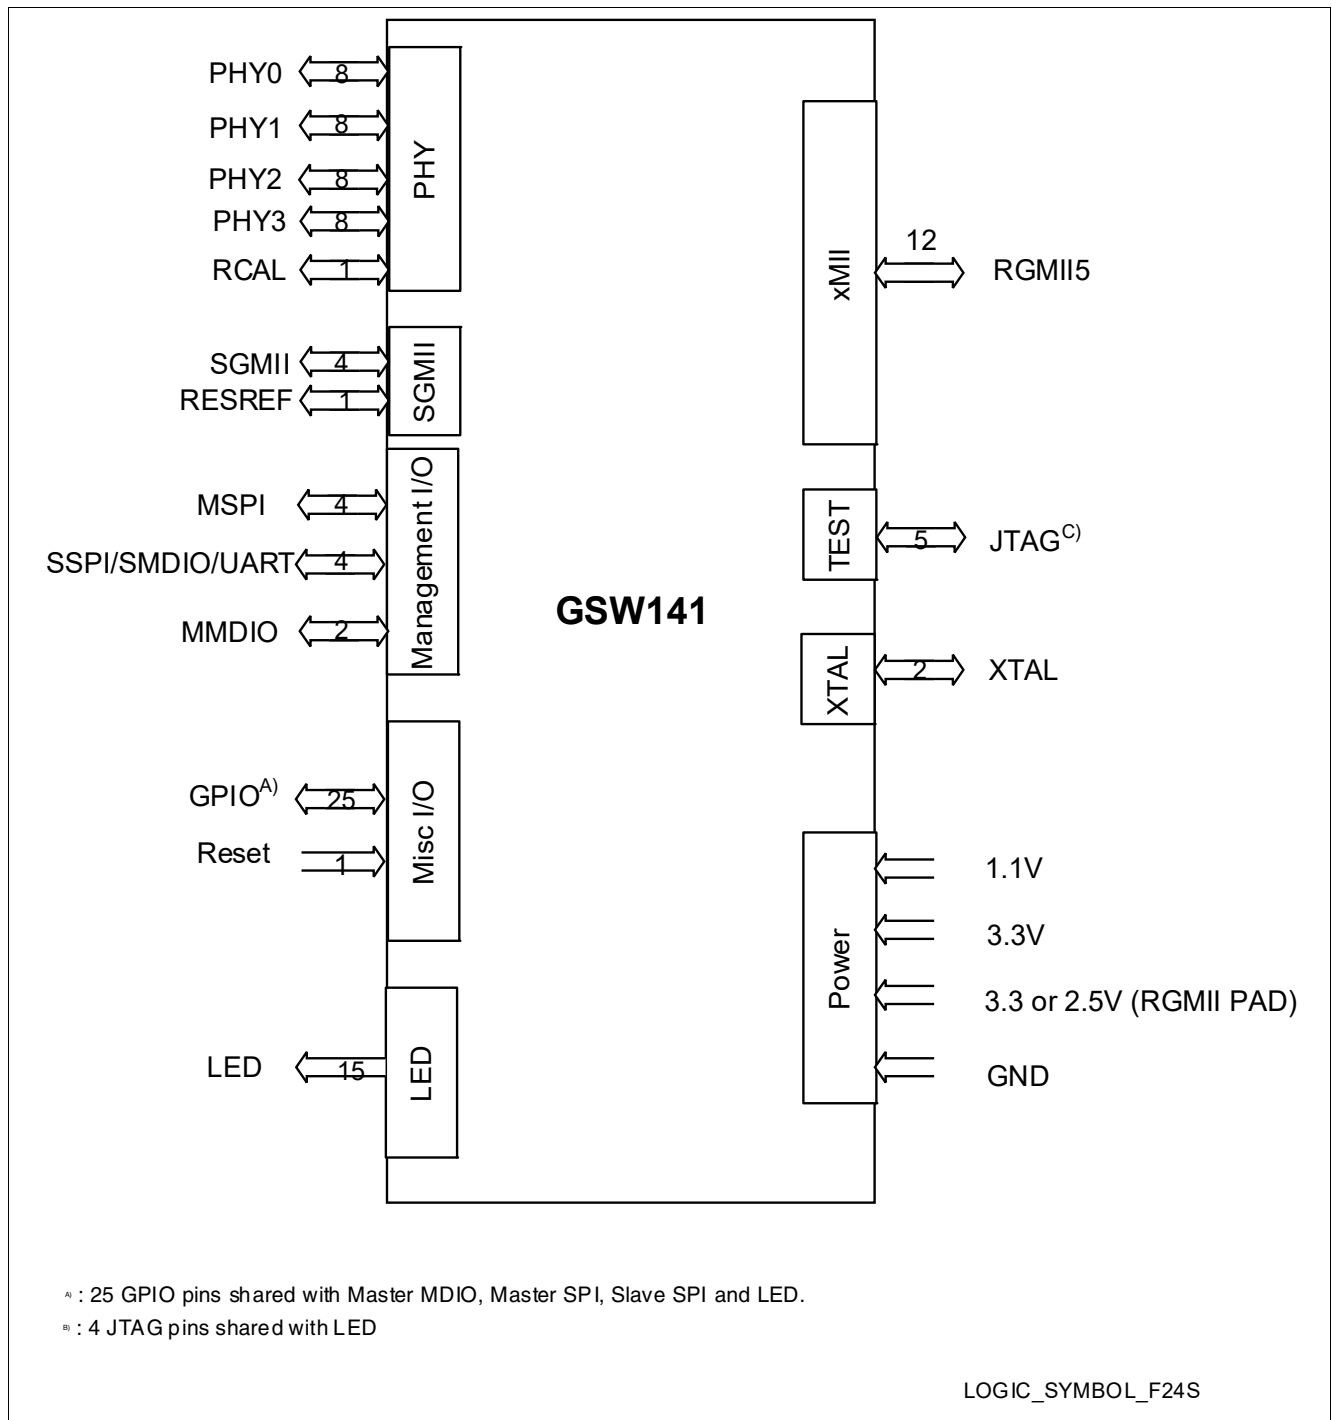 PHY0 8
PHY1 8
PHY2 8
PHY3 8
RCAL 1
PHY
SGMII 4
RESREF 1
SGMII
MSPI 4
SSPI/SMDIO/UART 4
MMDIO 2
Management I/O
GPIO A) 25
Reset 1
Misc I/O
LED 15
LED
GSW141
xMII
12
RGMII5
TEST
5 JTAG C)
XTAL
2 XTAL
Power
1.1V
3.3V
3.3 or 2.5V (RGMII PAD)
GND
A) : 25 GPIO pins shared with Master MDIO, Master SPI, Slave SPI and LED.
B) : 4 JTAG pins shared with LED
LOGIC_SYMBOL_F24S